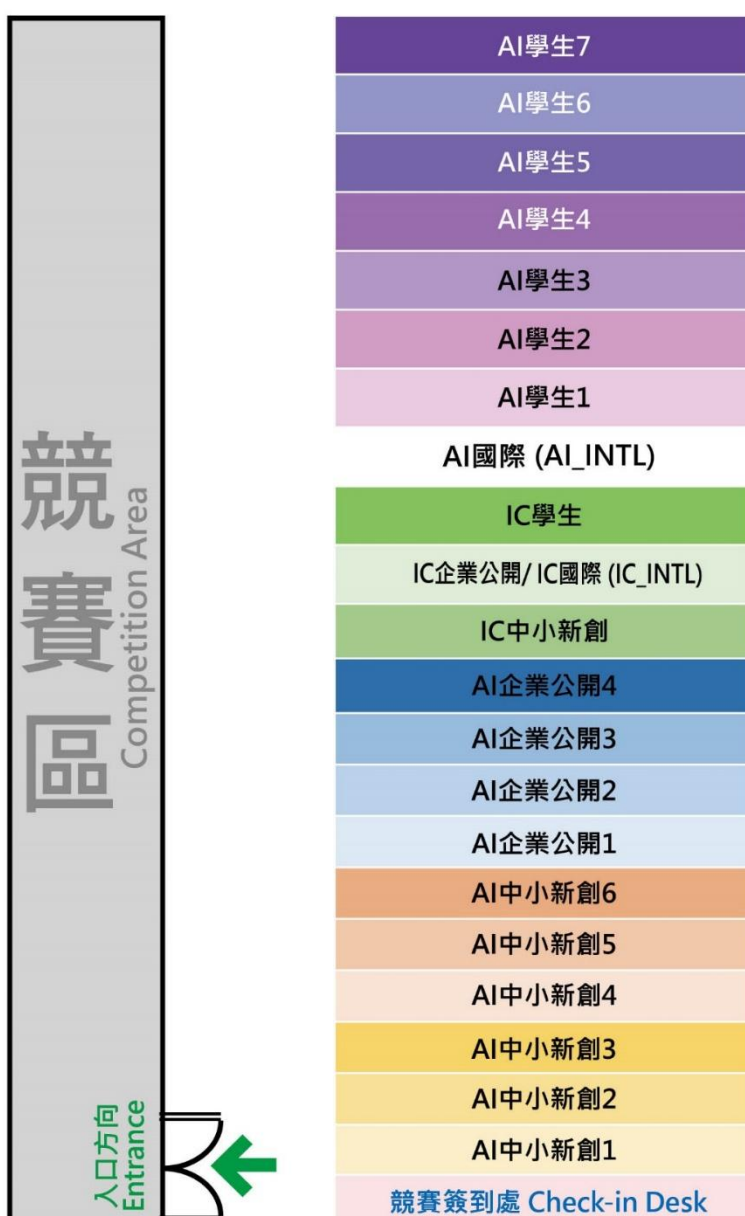 AI學生7
AI學生6
AI學生5
AI學生4
AI學生3
AI學生2
AI學生1
AI國際 (AI_INTL)
IC學生
IC企業公開/ IC國際 (IC_INTL)
IC中小新創
AI企業公開4
AI企業公開3
AI企業公開2
AI企業公開1
AI中小新創6
AI中小新創5
AI中小新創4
AI中小新創3
AI中小新創2
AI中小新創1
競賽簽到處 Check-in Desk
競賽區
Competition Area
入口方向
Entrance